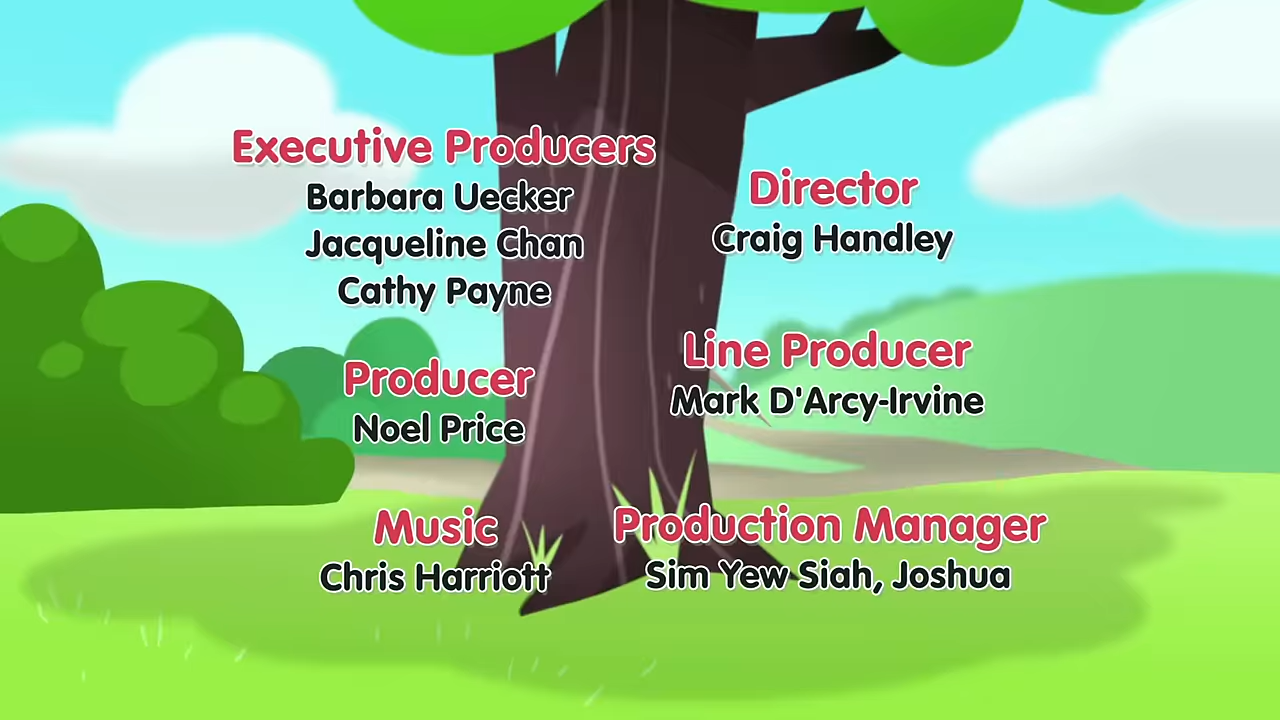 Executive Producers
Barbara Uecker
Jacqueline Chan
Cathy Payne
Producer
Noel Price
Music
Chris Harriott
Director
Craig Handley
Line Producer
Mark D'Arcy-Irvine
Production Manager
Sim Yew Siah, Joshua